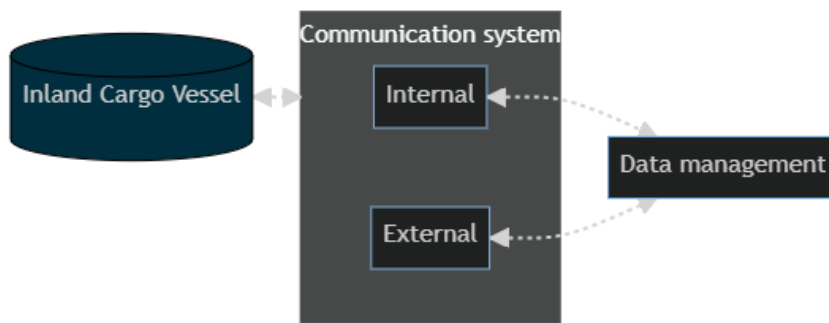 Communication system
Inland Cargo Vessel
Internal
Data management
External